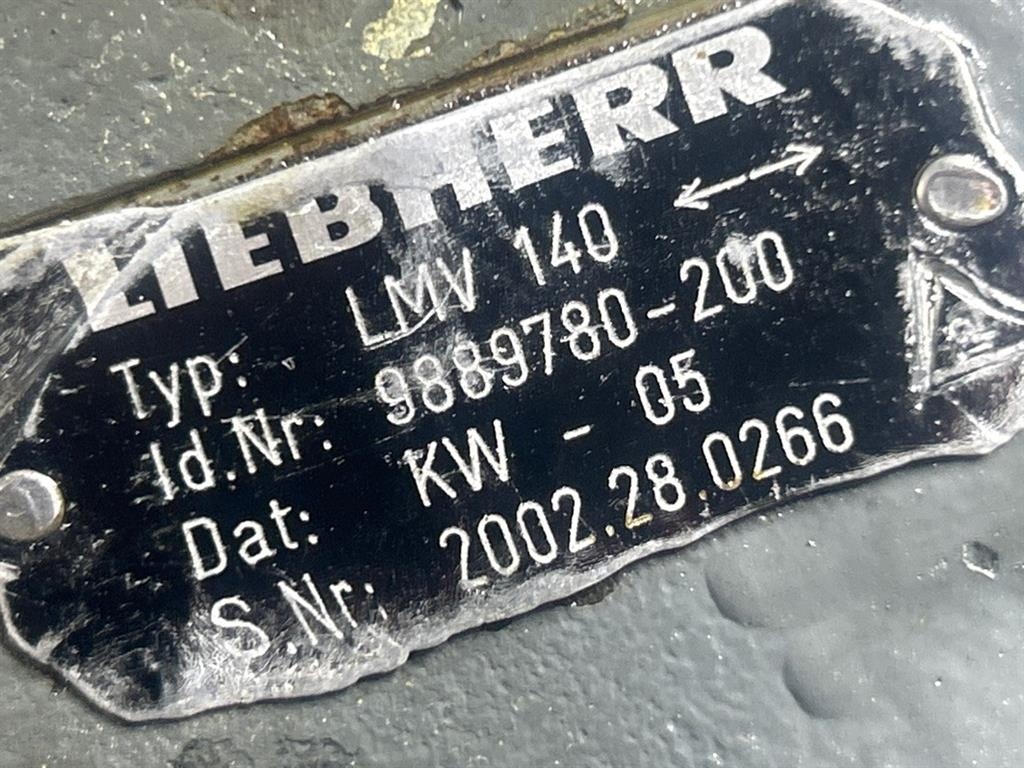 LIEBHERR
Typ: LMV 140
Id.Nr: 9889780-200
Dat: KW - 05
S Nr: 2002.28.0266